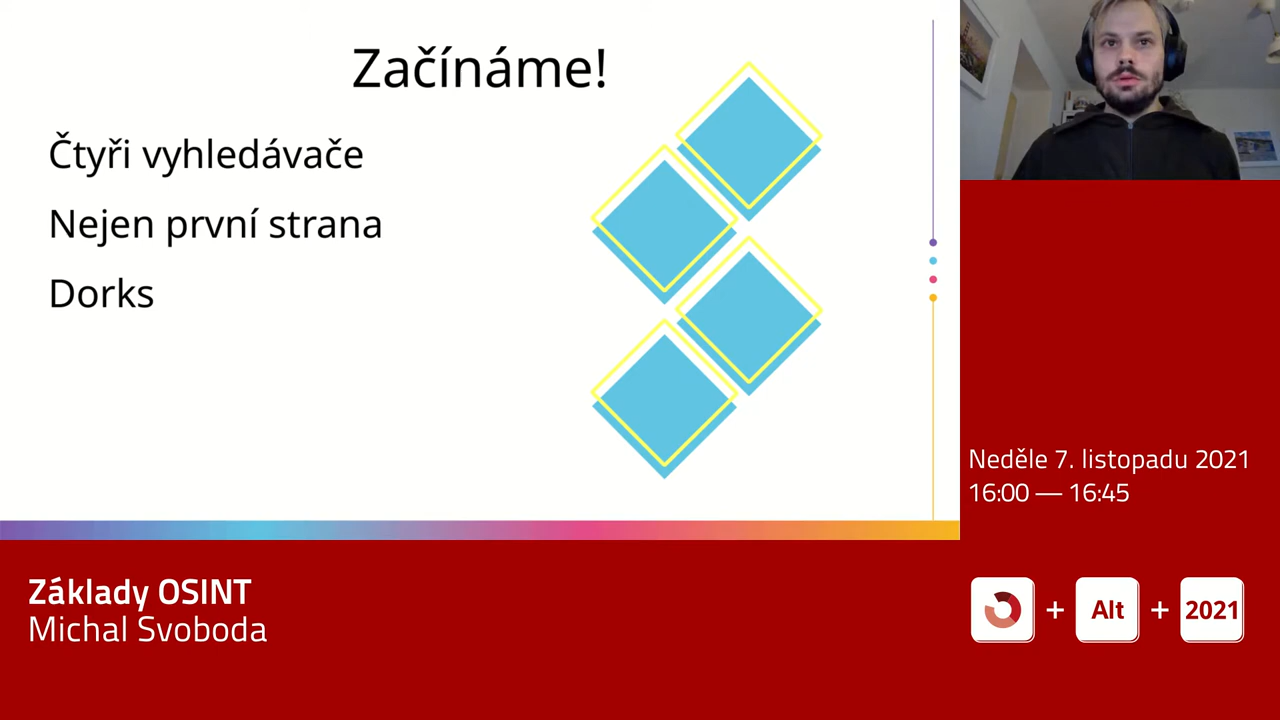 Začínáme!
Čtyři vyhledávače
Nejen první strana
Dorks
Neděle 7. listopadu 2021
16:00 — 16:45
Základy OSINT
Michal Svoboda
+ Alt + 2021